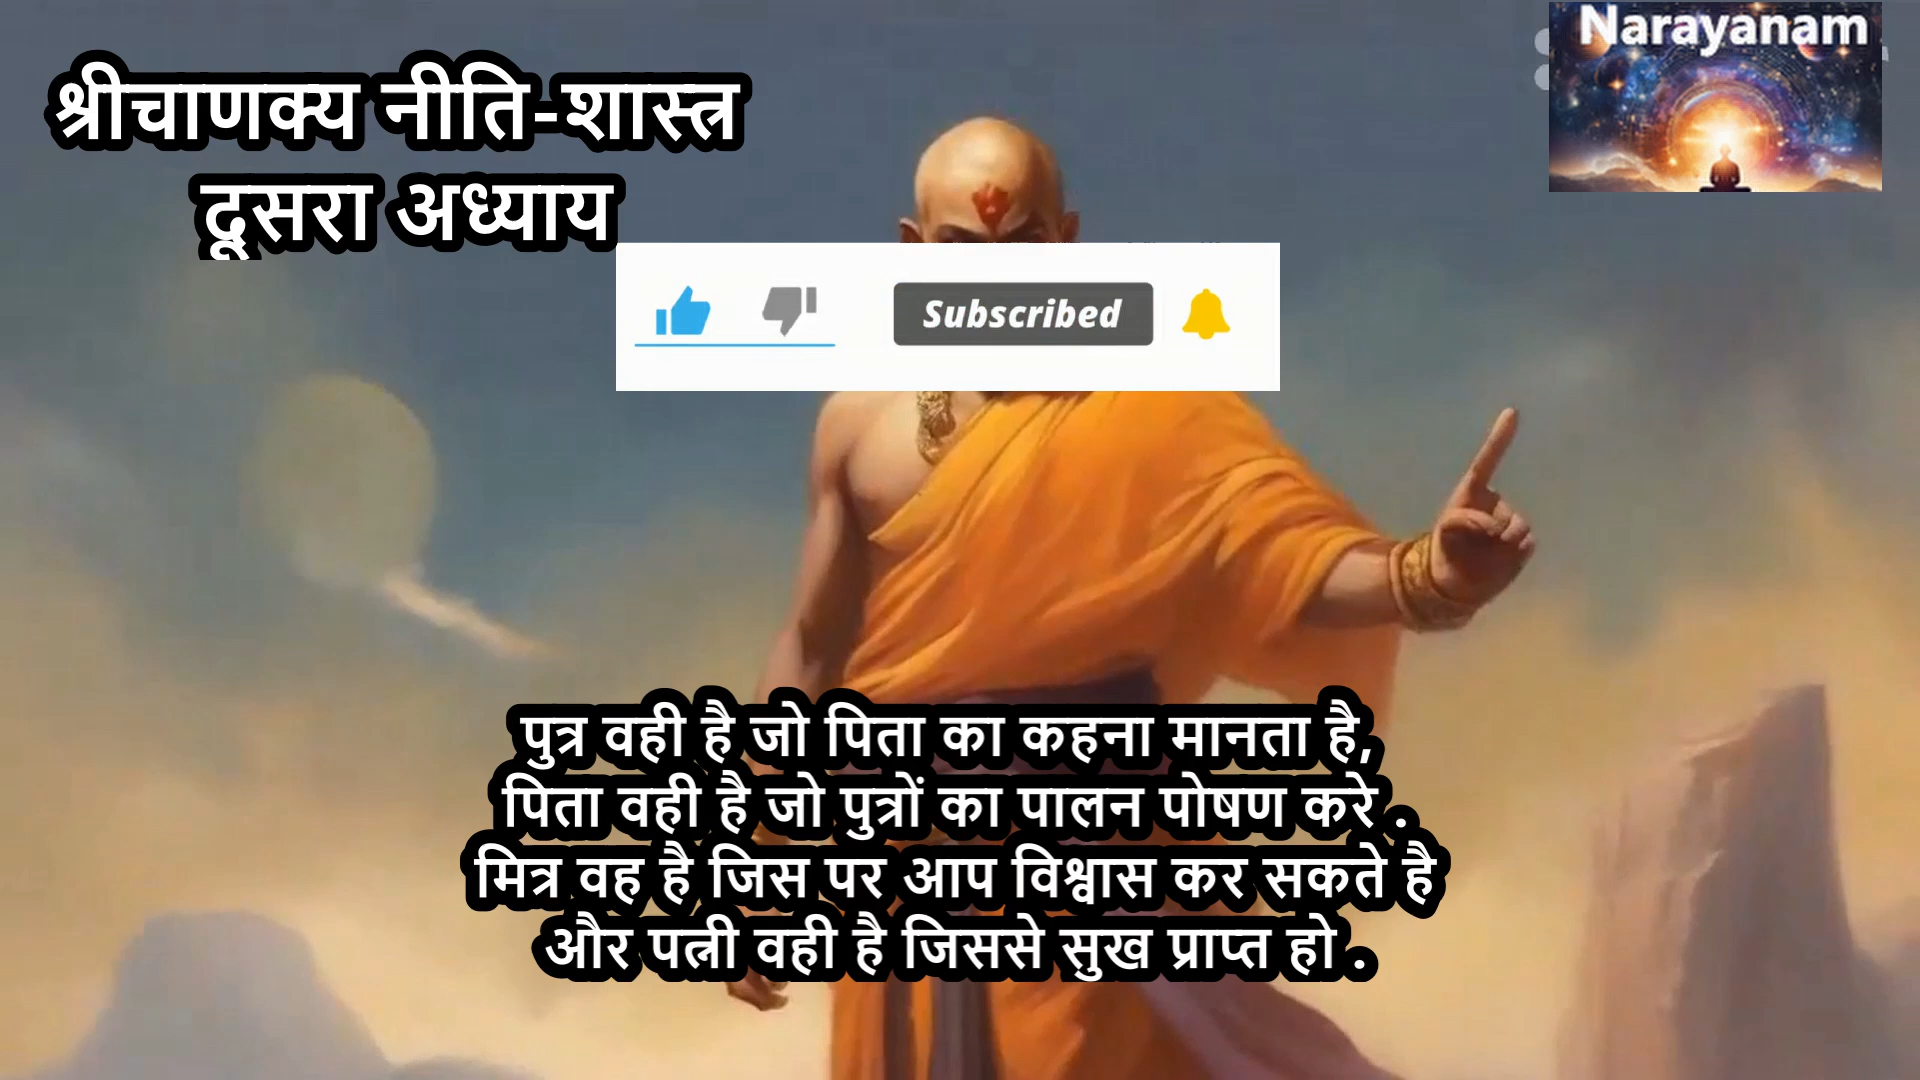 श्रीचाणक्य नीति-शास्त्र
दूसरा अध्याय
Narayanam
Subscribed
पुत्र वही है जो पिता का कहना मानता है,
पिता वही है जो पुत्रों का पालन पोषण करे .
मित्र वह है जिस पर आप विश्वास कर सकते है
और पत्नी वही है जिससे सुख प्राप्त हो .